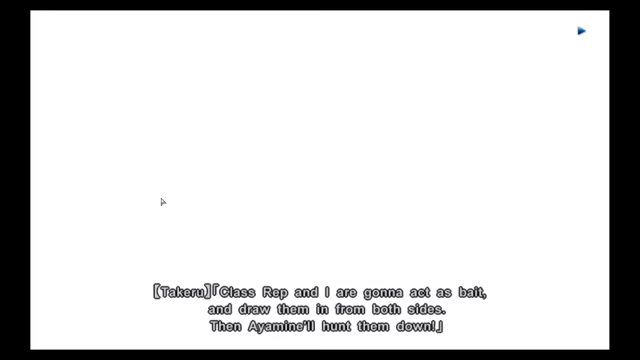 【Takeru】「Class Rep and I are gonna act as bait,
and draw them in from both sides.
Then Ayamine'll hunt them down!」